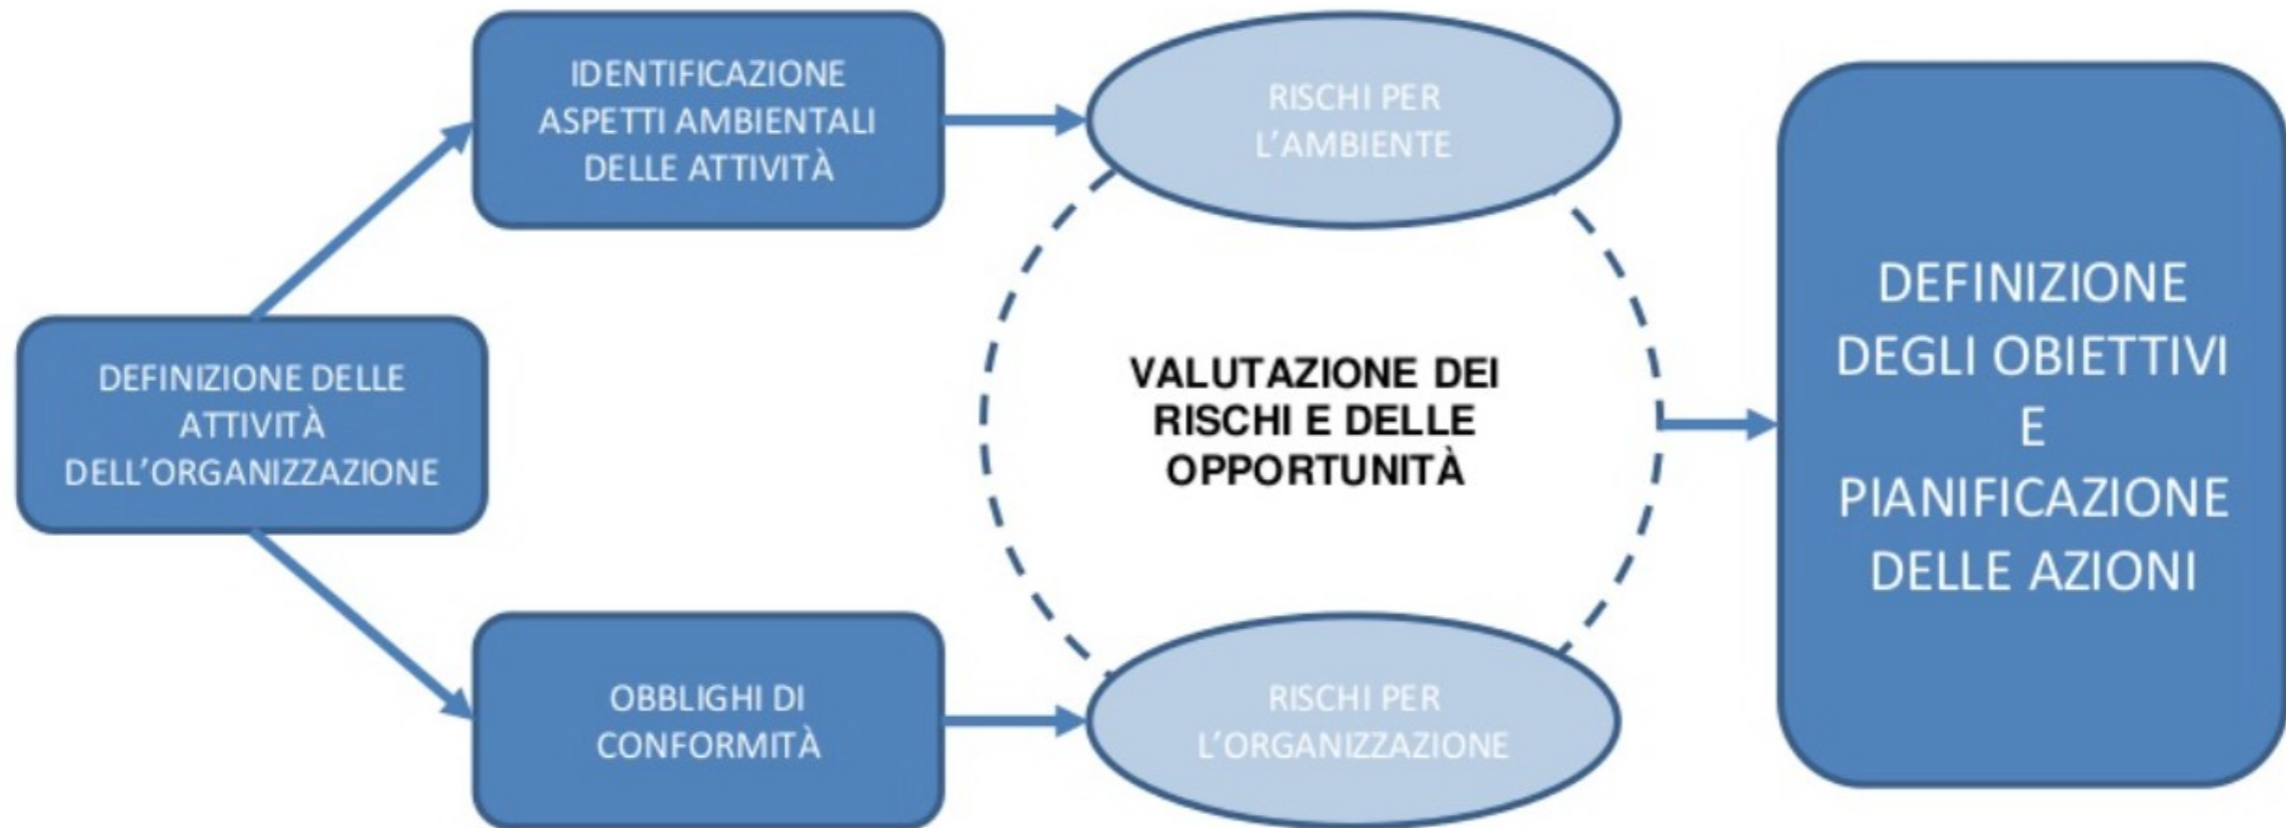 DEFINIZIONE DELLE
ATTIVITÀ
DELL'ORGANIZZAZIONE
IDENTIFICAZIONE
ASPETTI AMBIENTALI
DELLE ATTIVITÀ
OBBLIGHI DI
CONFORMITÀ
RISCHI PER
L'AMBIENTE
VALUTAZIONE DEI
RISCHI E DELLE
OPPORTUNITÀ
RISCHI PER
L'ORGANIZZAZIONE
DEFINIZIONE
DEGLI OBIETTIVI
E
PIANIFICAZIONE
DELLE AZIONI